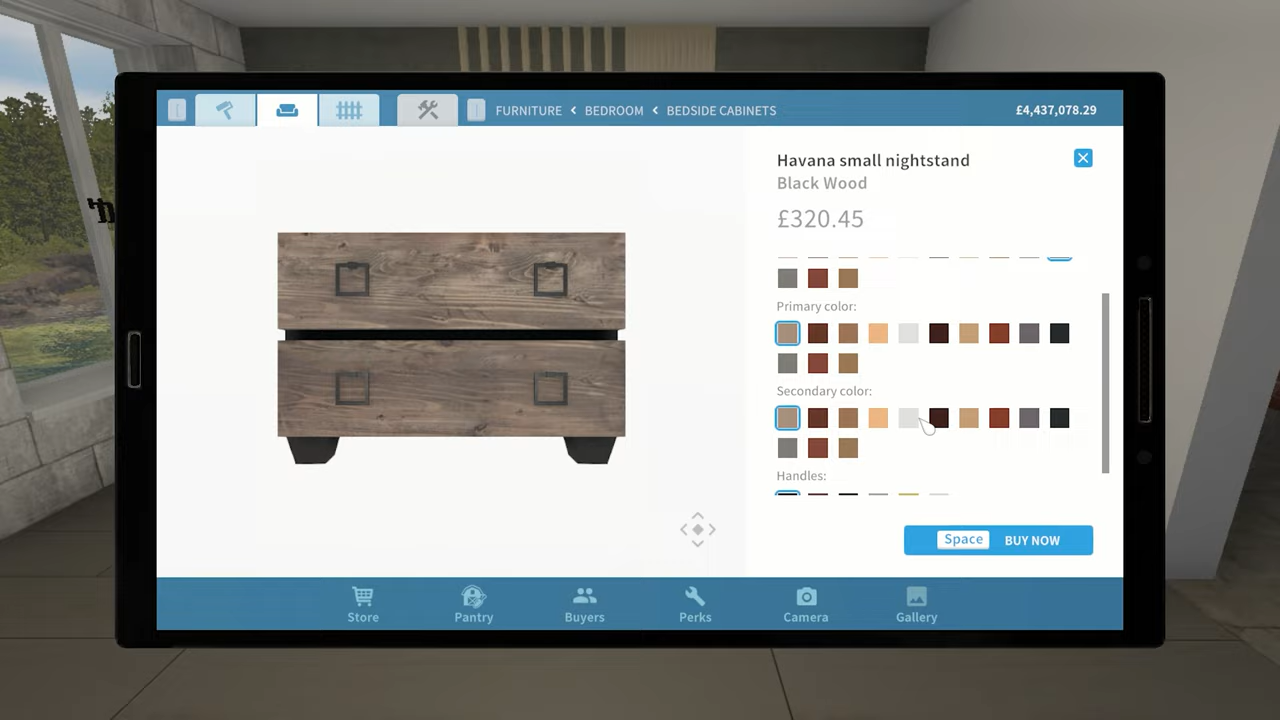 FURNITURE < BEDROOM < BEDSIDE CABINETS
£4,437,078.29
Havana small nightstand
Black Wood
£320.45
Primary color:
Secondary color:
Handles:
Space BUY NOW
Store Pantry Buyers Perks Camera Gallery